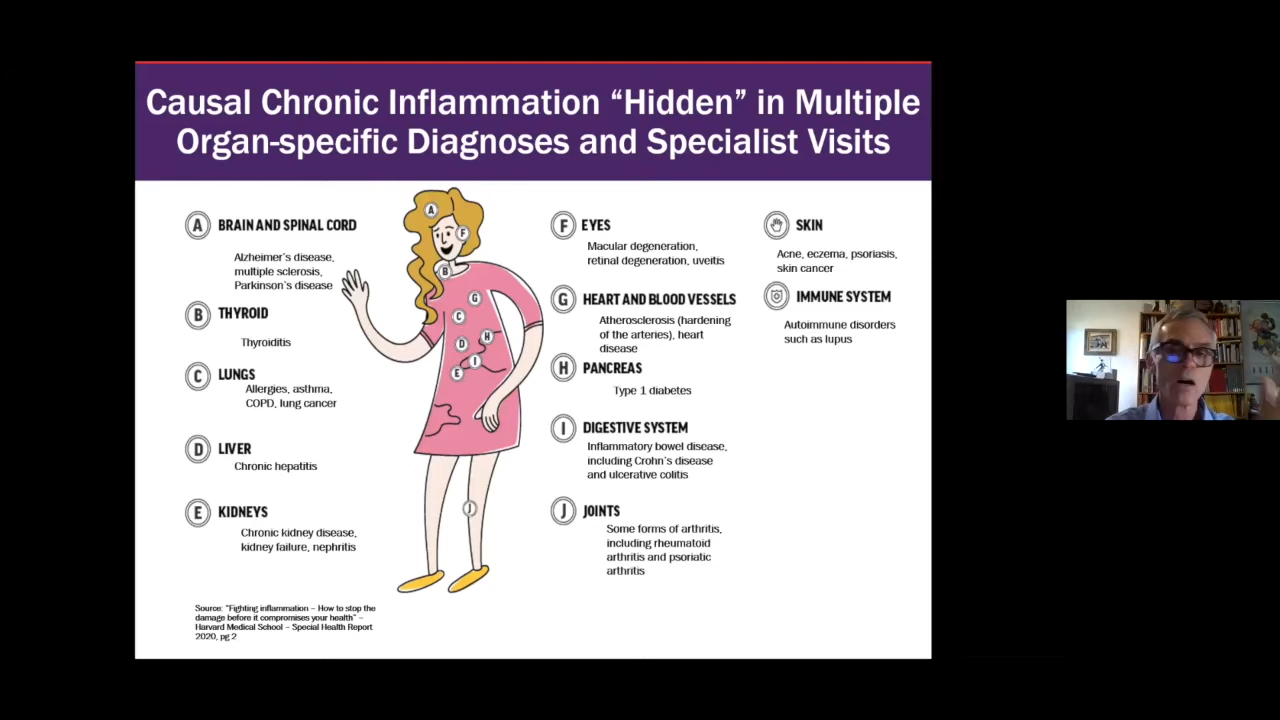 Causal Chronic Inflammation “Hidden” in Multiple
Organ-specific Diagnoses and Specialist Visits
A BRAIN AND SPINAL CORD
Alzheimer's disease,
multiple sclerosis,
Parkinson's disease
B THYROID
Thyroiditis
C LUNGS
Allergies, asthma,
COPD, lung cancer
D LIVER
Chronic hepatitis
E KIDNEYS
Chronic kidney disease,
kidney failure, nephritis
A
F
B
G
C
H
D
I
E
J
F EYES
Macular degeneration,
retinal degeneration, uveitis
G HEART AND BLOOD VESSELS
Atherosclerosis (hardening
of the arteries), heart
disease
H PANCREAS
Type 1 diabetes
I DIGESTIVE SYSTEM
Inflammatory bowel disease,
including Crohn's disease
and ulcerative colitis
J JOINTS
Some forms of arthritis,
including rheumatoid
arthritis and psoriatic
arthritis
SKIN
Acne, eczema, psoriasis,
skin cancer
IMMUNE SYSTEM
Autoimmune disorders
such as lupus
Source: “Fighting inflammation – How to stop the
damage before it compromises your health” –
Harvard Medical School – Special Health Report
2020, pg 2